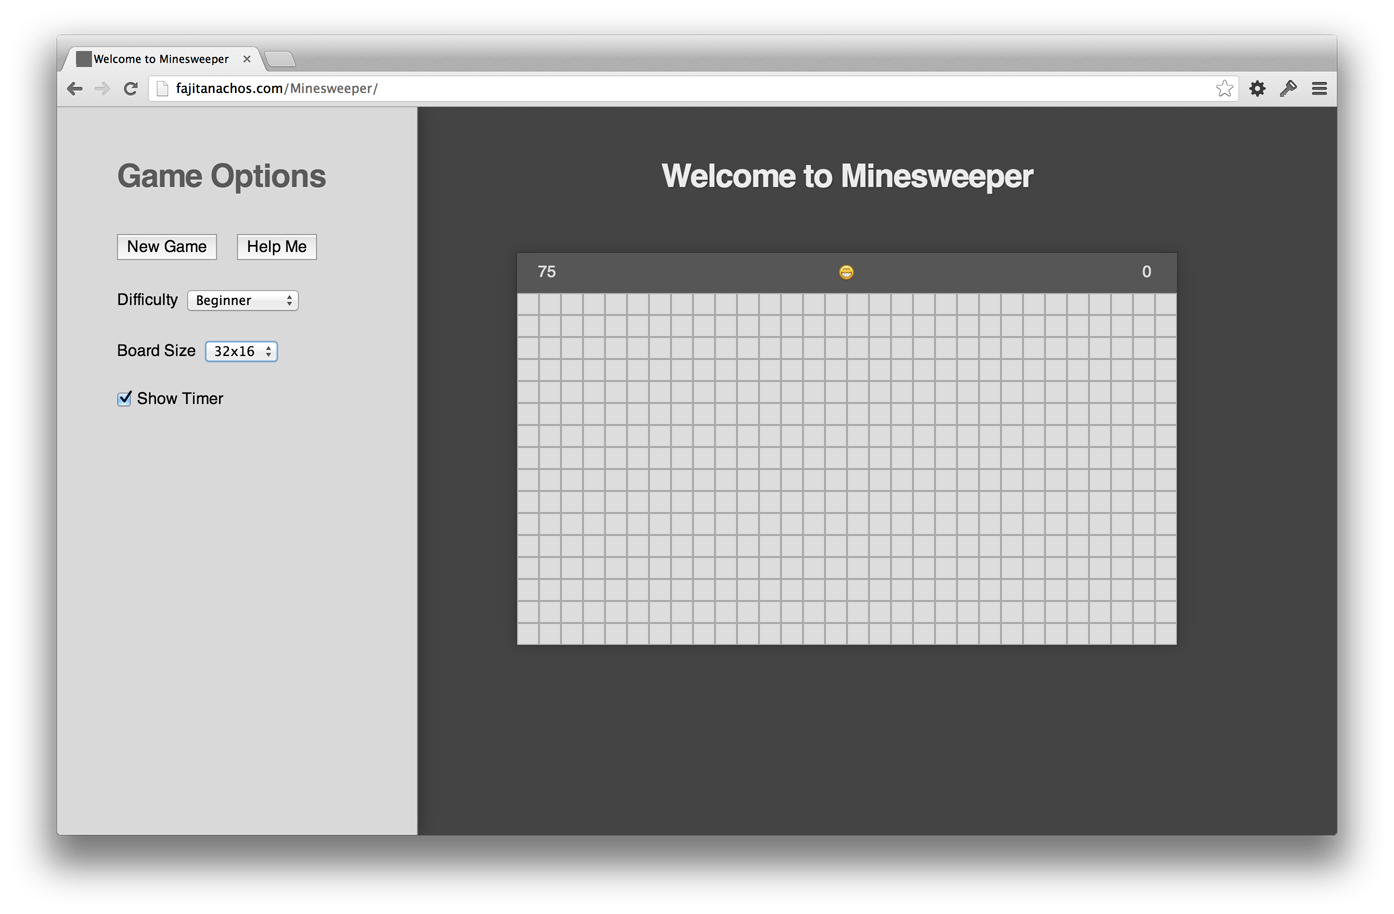 Welcome to Minesweeper
fajitanachos.com/Minesweeper/
Game Options
New Game Help Me
Difficulty Beginner
Board Size 32x16
Show Timer
Welcome to Minesweeper
75 0